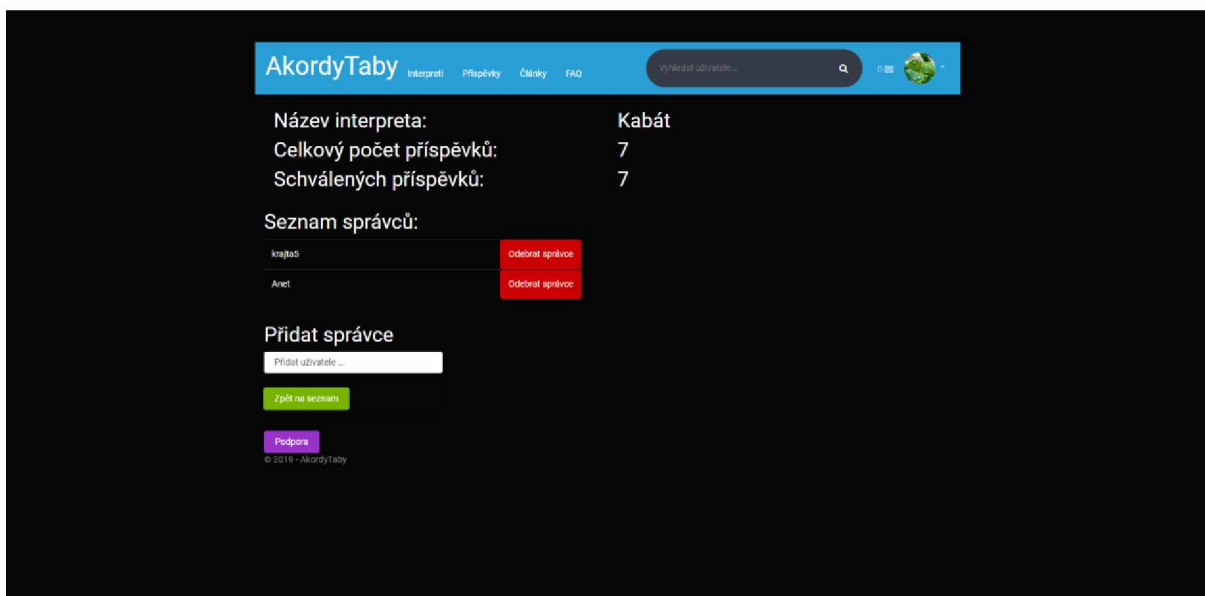 AkordyTaby Interpreti Příspěvky Články FAQ Vyhledat uživatele... 0
Název interpreta: Kabát
Celkový počet příspěvků: 7
Schválených příspěvků: 7
Seznam správců:
krajta5 Odebrat správce
Anet Odebrat správce
Přidat správce
Přidat uživatele ...
Zpět na seznam
Podpora
© 2019 - AkordyTaby